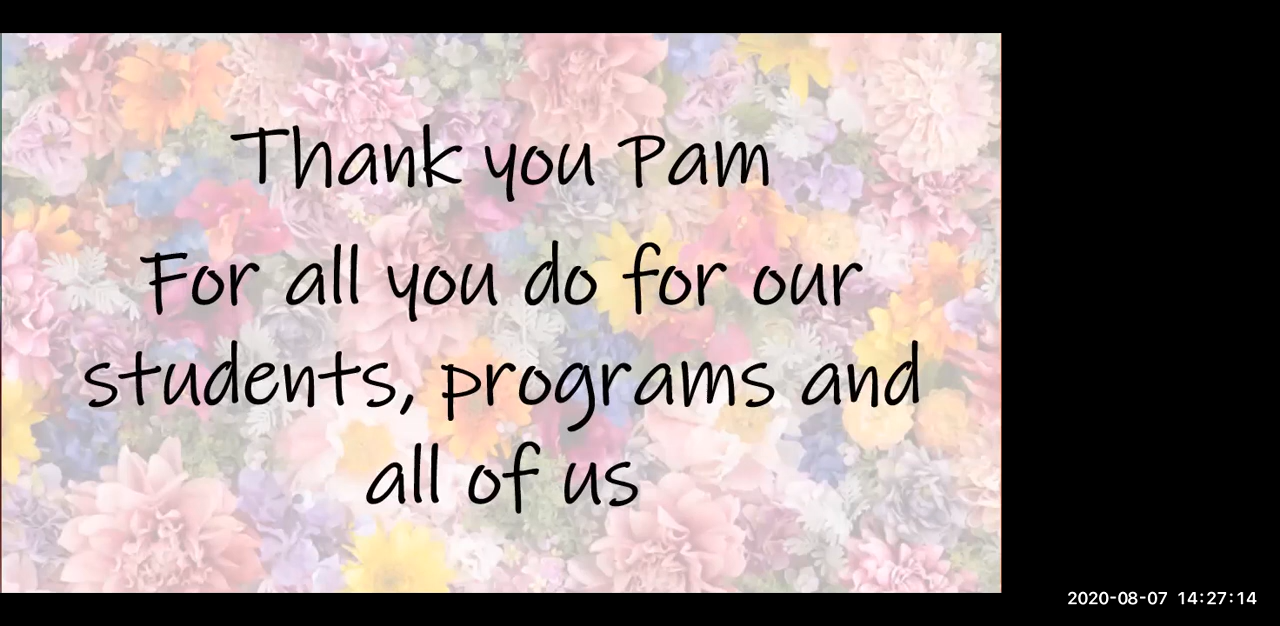 Thank you Pam
For all you do for our
students, programs and
all of us
2020-08-07 14:27:14